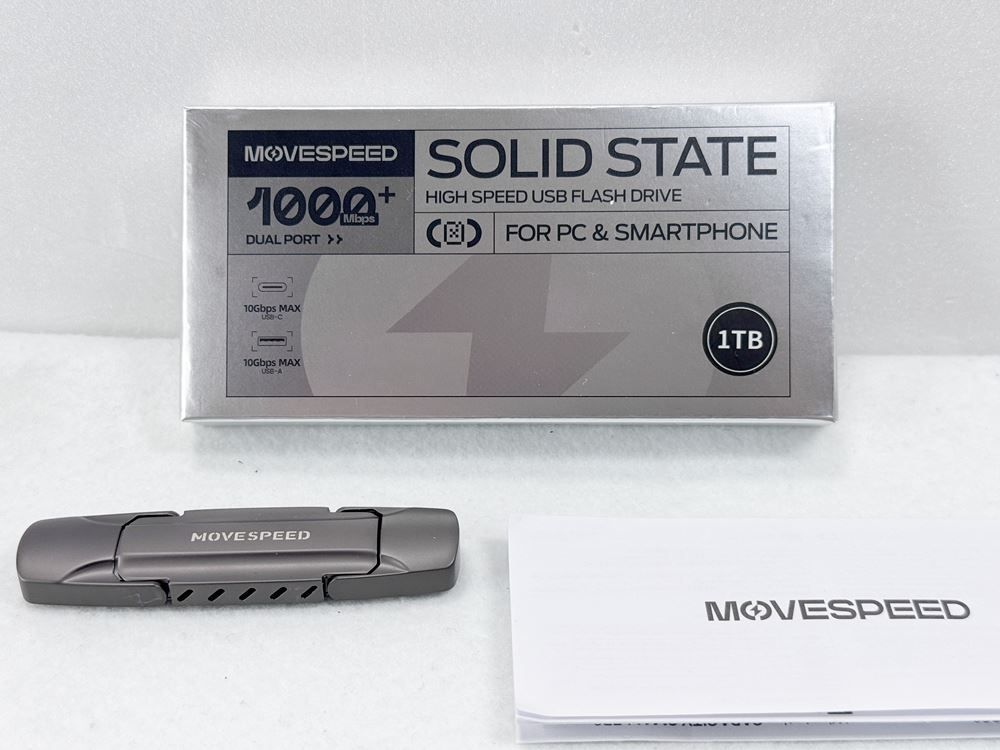 MOVESPEED
SOLID STATE
HIGH SPEED USB FLASH DRIVE
1000+
Mbps
DUAL PORT
FOR PC & SMARTPHONE
10Gbps MAX
USB-C
10Gbps MAX
USB-A
1TB
MOVESPEED
MOVESPEED